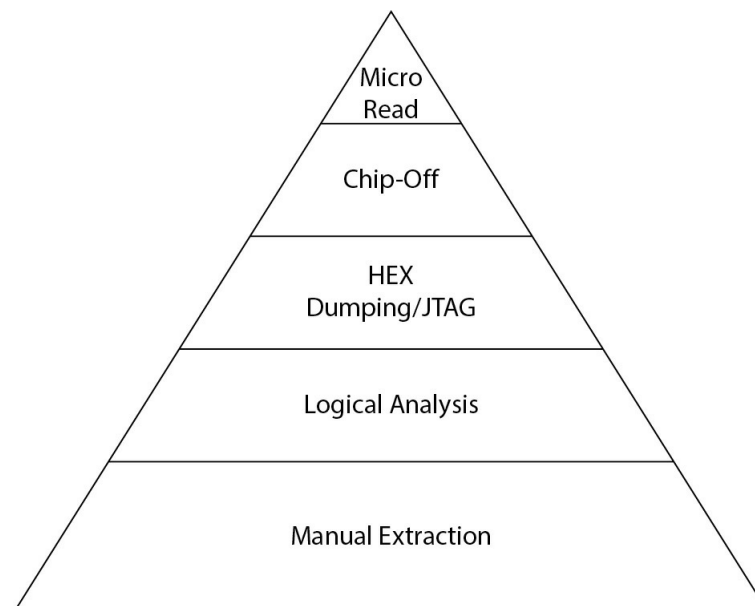 Micro
Read
Chip-Off
HEX
Dumping/JTAG
Logical Analysis
Manual Extraction